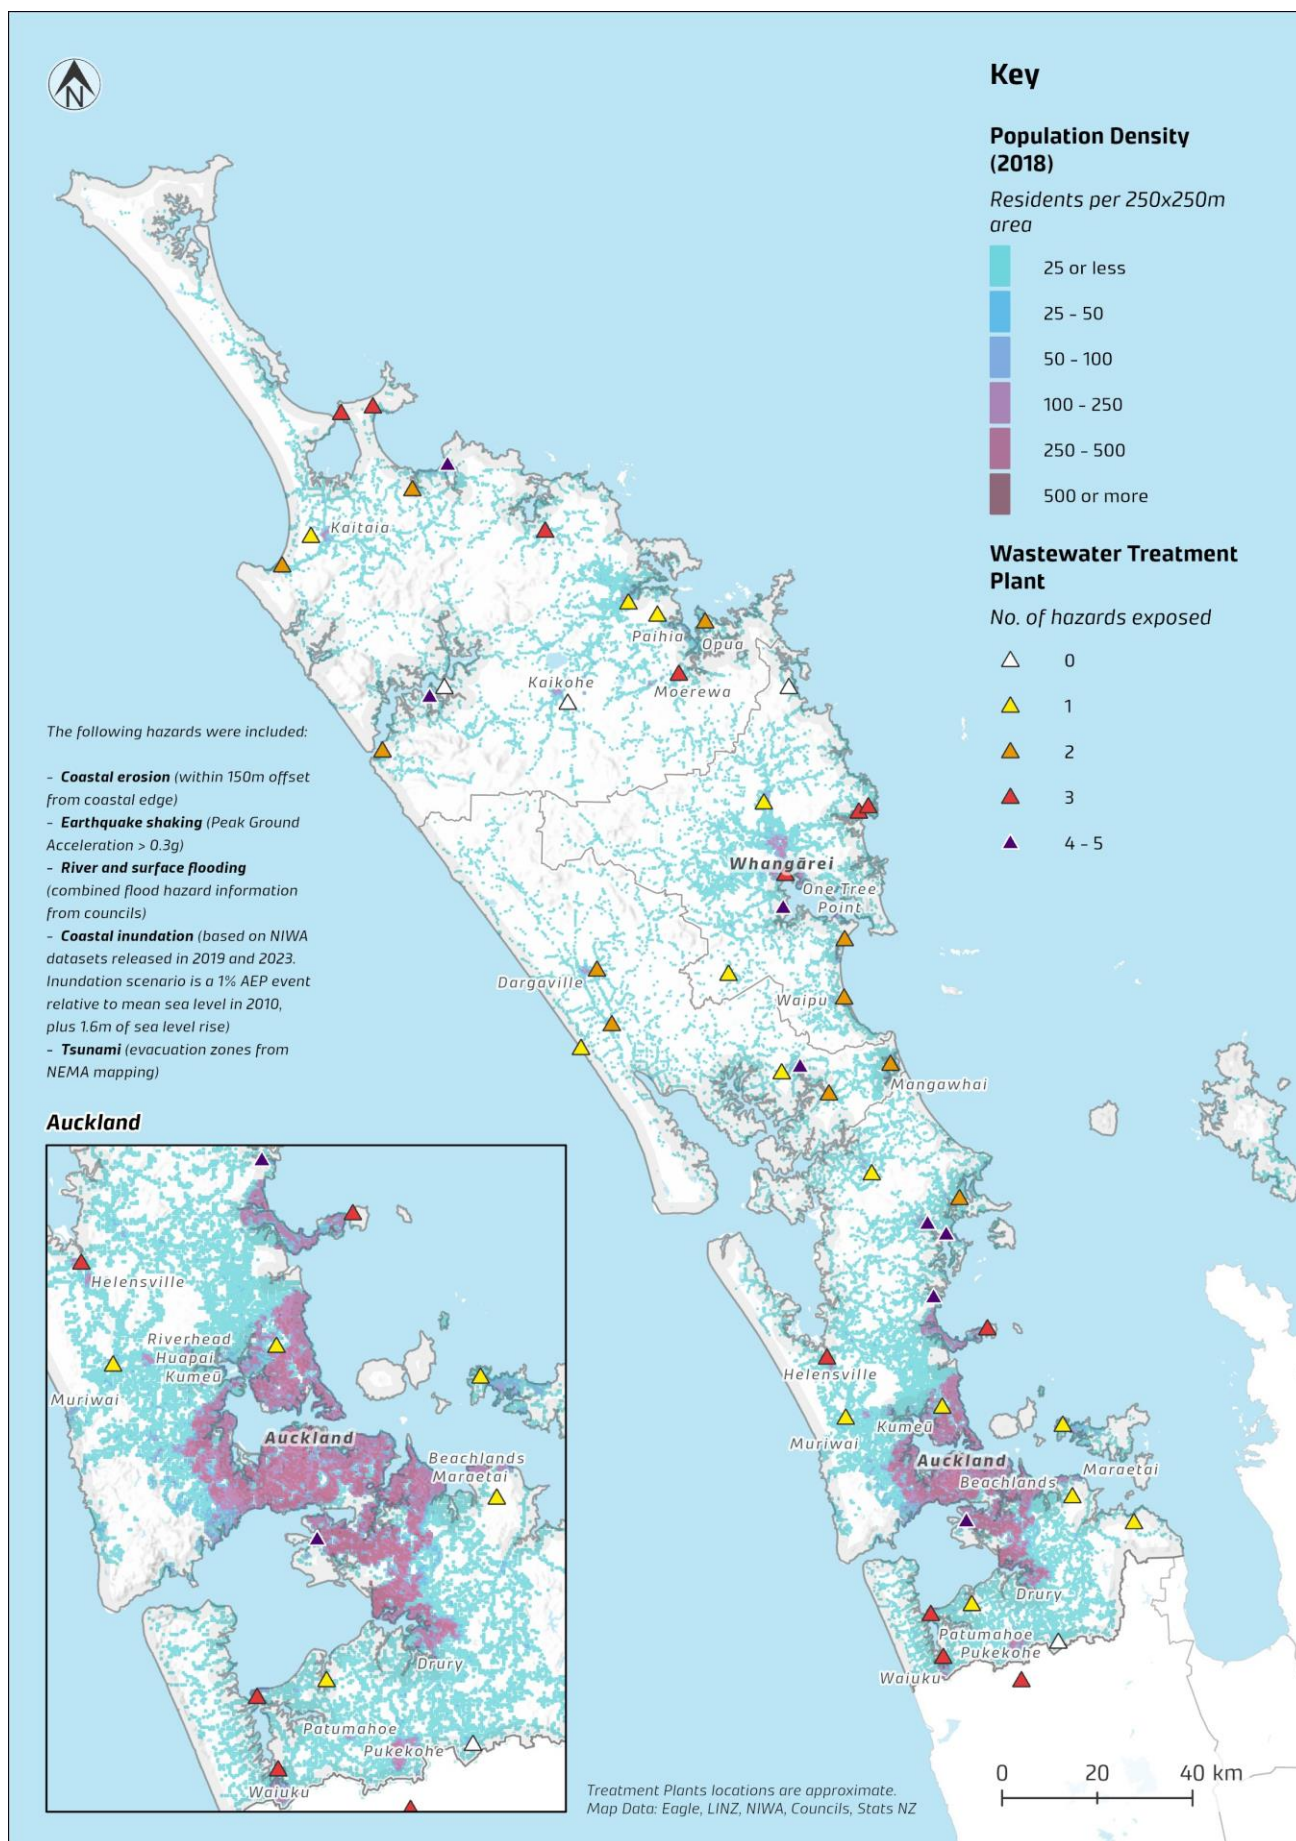 N
Key
Population Density
(2018)
Residents per 250x250m
area
25 or less
25 - 50
50 - 100
100 - 250
250 - 500
500 or more
Wastewater Treatment
Plant
No. of hazards exposed
0
1
2
3
4 - 5
Kaitaia
Paihia
Opua
Kaikohe
Moerewa
Whangārei
One Tree
Point
Dargaville
Waipu
Mangawhai
Helensville
Kumeū
Muriwai
Auckland
Beachlands
Maraetai
Drury
Patumahoe
Pukekohe
Waiuku
The following hazards were included:
- Coastal erosion (within 150m offset
from coastal edge)
- Earthquake shaking (Peak Ground
Acceleration > 0.3g)
- River and surface flooding
(combined flood hazard information
from councils)
- Coastal inundation (based on NIWA
datasets released in 2019 and 2023.
Inundation scenario is a 1% AEP event
relative to mean sea level in 2010,
plus 1.6m of sea level rise)
- Tsunami (evacuation zones from
NEMA mapping)
Auckland
Helensville
Riverhead
Huapai
Kumeū
Muriwai
Auckland
Beachlands
Maraetai
Drury
Patumahoe
Pukekohe
Waiuku
Treatment Plants locations are approximate.
Map Data: Eagle, LINZ, NIWA, Councils, Stats NZ
0 20 40 km